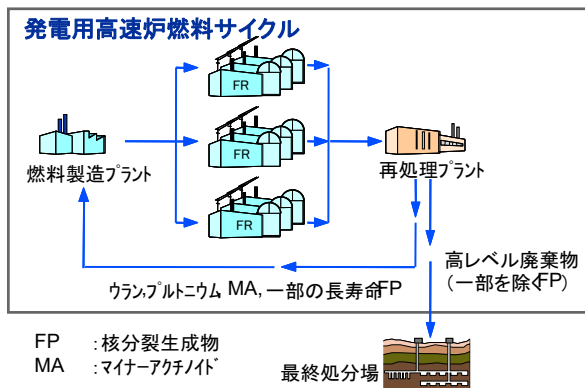 発電用高速炉燃料サイクル
FR
FR
FR
燃料製造プラント
再処理プラント
ウラン,プルトニウム, MA, 一部の長寿命FP
高レベル廃棄物
(一部を除くFP)
FP :核分裂生成物
MA :マイナーアクチノイド
最終処分場